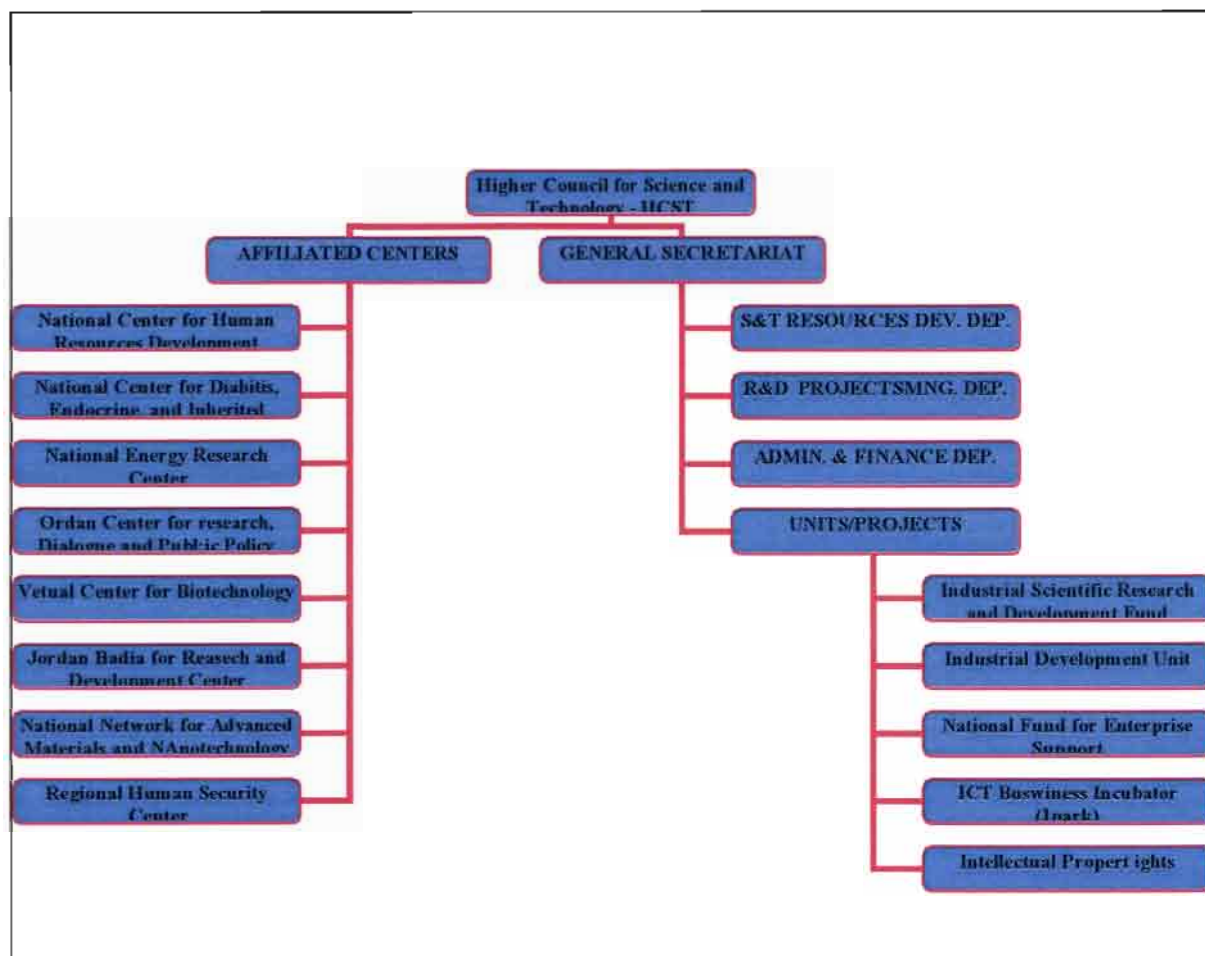 Higher Council for Science and
Technology - HCST
AFFILIATED CENTERS
GENERAL SECRETARIAT
National Center for Human
Resources Development
National Center for Diabitis,
Endocrine, and Inherited
National Energy Research
Center
Ordan Center for research,
Dialogue and Public Policy
Vetual Center for Biotechnology
Jordan Badia for Reasech and
Development Center
National Network for Advanced
Materials and NAnotechnology
Regional Human Security
Center
S&T RESOURCES DEV. DEP.
R&D PROJECTSMNG. DEP.
ADMIN. & FINANCE DEP.
UNITS/PROJECTS
Industrial Scientific Research
and Development Fund
Industrial Development Unit
National Fund for Enterprise
Support
ICT Buswiness Incubator
(Ipark)
Intellectual Propert ights